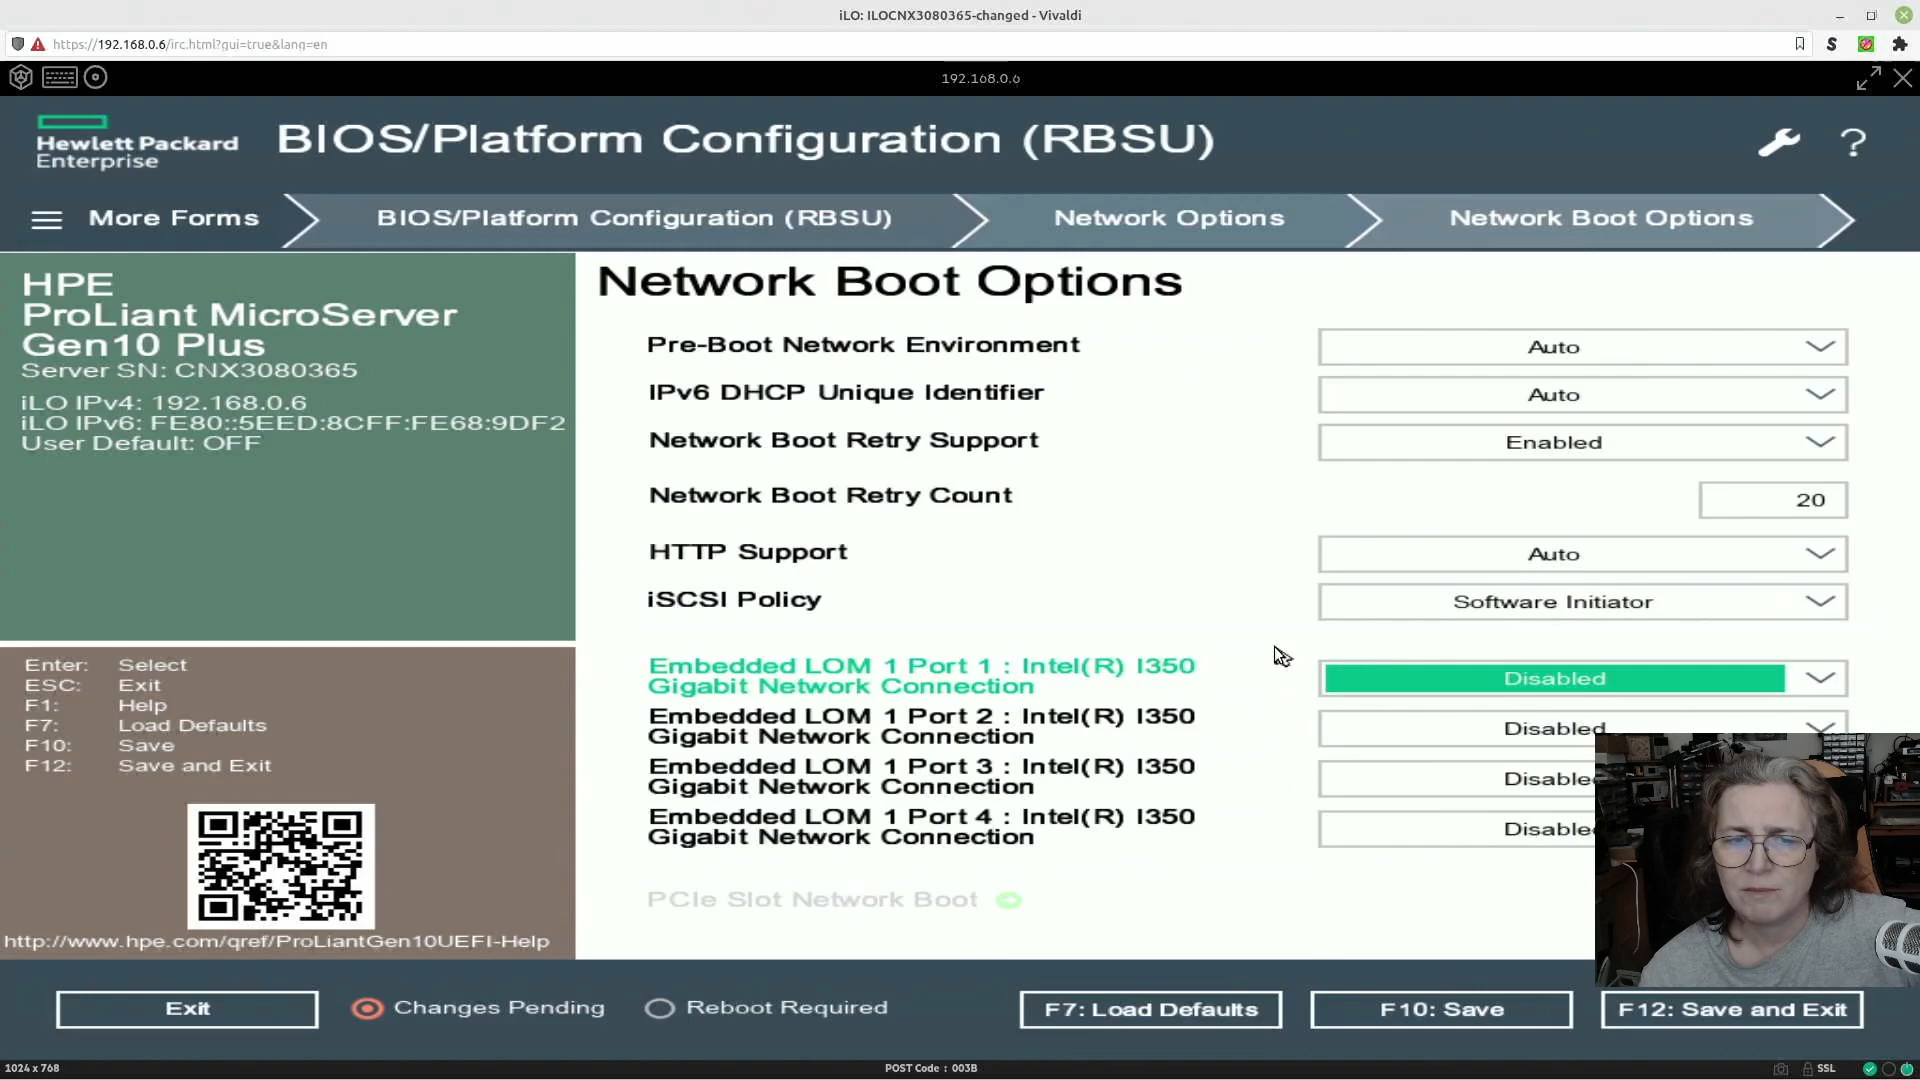 iLO: ILOCNX3080365-changed - Vivaldi
https://192.168.0.6/irc.html?gui=true&lang=en
192.168.0.6
Hewlett Packard
Enterprise
BIOS/Platform Configuration (RBSU)
?
More Forms
BIOS/Platform Configuration (RBSU)
Network Options
Network Boot Options
HPE
ProLiant MicroServer
Gen10 Plus
Server SN: CNX3080365
iLO IPv4: 192.168.0.6
iLO IPv6: FE80::5EED:8CFF:FE68:9DF2
User Default: OFF
Enter: Select
ESC: Exit
F1: Help
F7: Load Defaults
F10: Save
F12: Save and Exit
http://www.hpe.com/qref/ProLiantGen10UEFI-Help
Network Boot Options
Pre-Boot Network Environment Auto
IPv6 DHCP Unique Identifier Auto
Network Boot Retry Support Enabled
Network Boot Retry Count 20
HTTP Support Auto
iSCSI Policy Software Initiator
Embedded LOM 1 Port 1 : Intel(R) I350
Gigabit Network Connection
Disabled
Embedded LOM 1 Port 2 : Intel(R) I350
Gigabit Network Connection
Disabled
Embedded LOM 1 Port 3 : Intel(R) I350
Gigabit Network Connection
Disable
Embedded LOM 1 Port 4 : Intel(R) I350
Gigabit Network Connection
Disable
PCIe Slot Network Boot
Exit
Changes Pending
Reboot Required
F7: Load Defaults
F10: Save
F12: Save and Exit
1024 x 768
POST Code : 003B
SSL